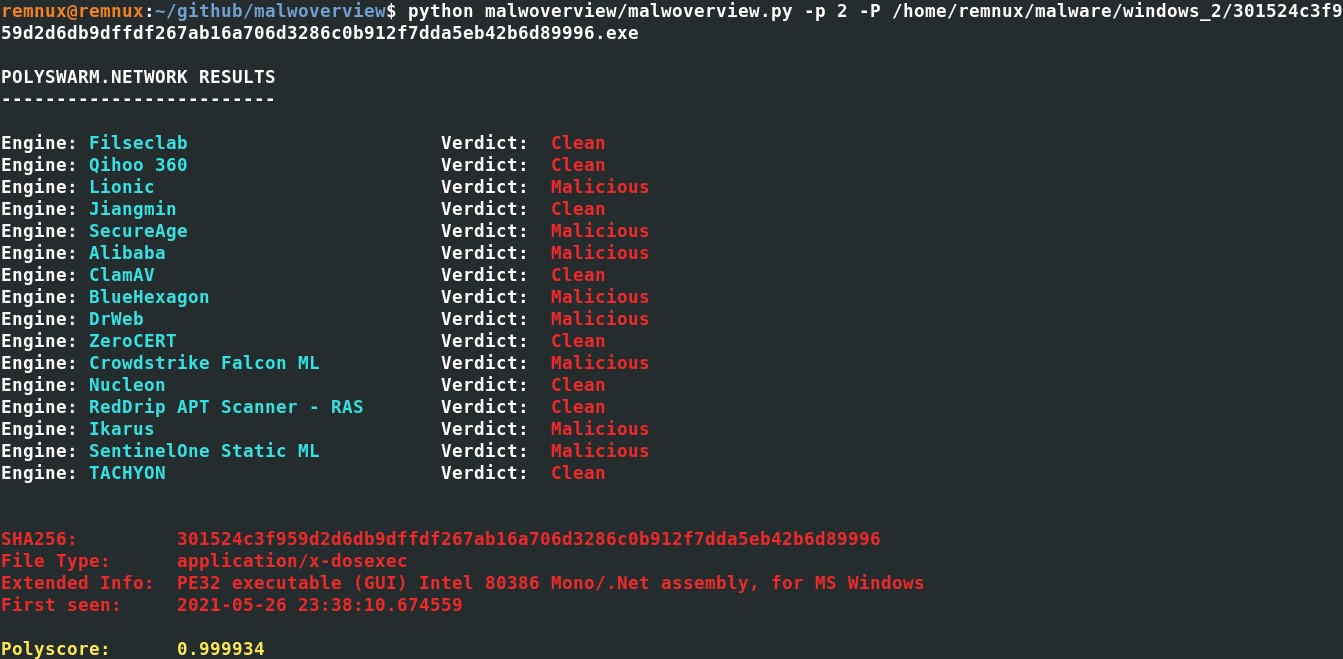 remnux@remnux:~/github/malwoverview$ python malwoverview/malwoverview.py -p 2 -P /home/remnux/malware/windows_2/301524c3f9
59d2d6db9dffdf267ab16a706d3286c0b912f7dda5eb42b6d89996.exe
POLYSWARM.NETWORK RESULTS
-------------------------
Engine: Filseclab Verdict: Clean
Engine: Qihoo 360 Verdict: Clean
Engine: Lionic Verdict: Malicious
Engine: Jiangmin Verdict: Clean
Engine: SecureAge Verdict: Malicious
Engine: Alibaba Verdict: Malicious
Engine: ClamAV Verdict: Clean
Engine: BlueHexagon Verdict: Malicious
Engine: DrWeb Verdict: Malicious
Engine: ZeroCERT Verdict: Clean
Engine: Crowdstrike Falcon ML Verdict: Malicious
Engine: Nucleon Verdict: Clean
Engine: RedDrip APT Scanner - RAS Verdict: Clean
Engine: Ikarus Verdict: Malicious
Engine: SentinelOne Static ML Verdict: Malicious
Engine: TACHYON Verdict: Clean
SHA256: 301524c3f959d2d6db9dffdf267ab16a706d3286c0b912f7dda5eb42b6d89996
File Type: application/x-dosexec
Extended Info: PE32 executable (GUI) Intel 80386 Mono/.Net assembly, for MS Windows
First seen: 2021-05-26 23:38:10.674559
Polyscore: 0.999934